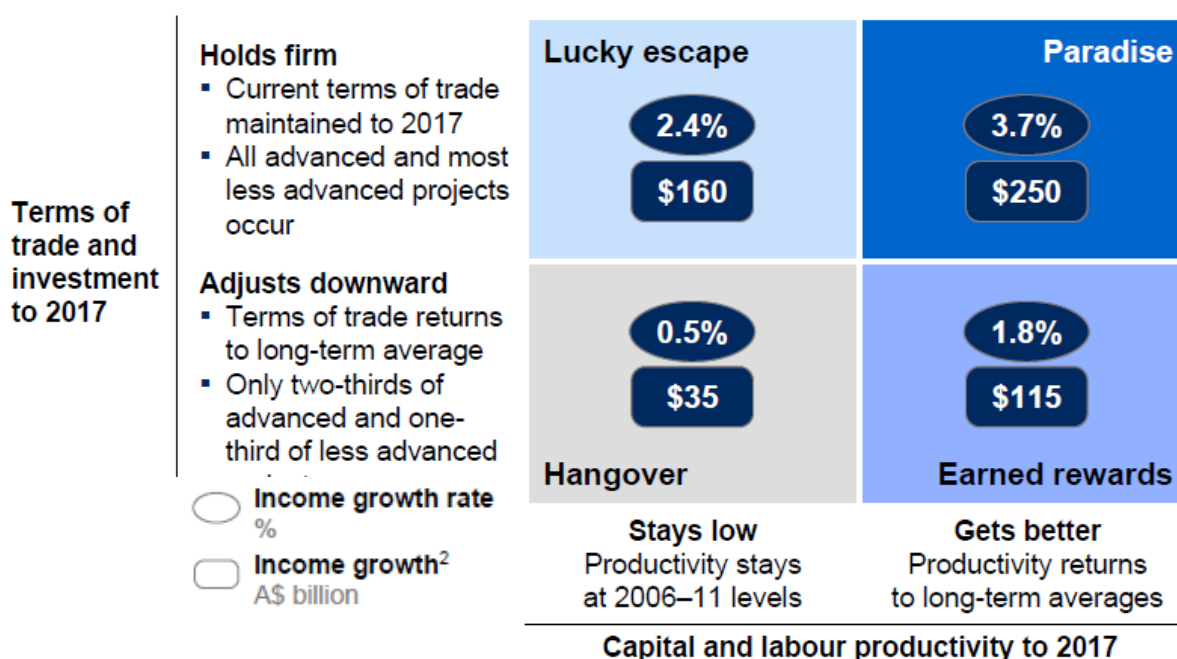 Terms of
trade and
investment
to 2017
Holds firm
▪ Current terms of trade
maintained to 2017
▪ All advanced and most
less advanced projects
occur
Adjusts downward
▪ Terms of trade returns
to long-term average
▪ Only two-thirds of
advanced and one-
third of less advanced
Lucky escape
2.4%
$160
Paradise
3.7%
$250
0.5%
$35
Hangover
1.8%
$115
Earned rewards
Income growth rate
%
Income growth²
A$ billion
Stays low
Productivity stays
at 2006–11 levels
Gets better
Productivity returns
to long-term averages
Capital and labour productivity to 2017